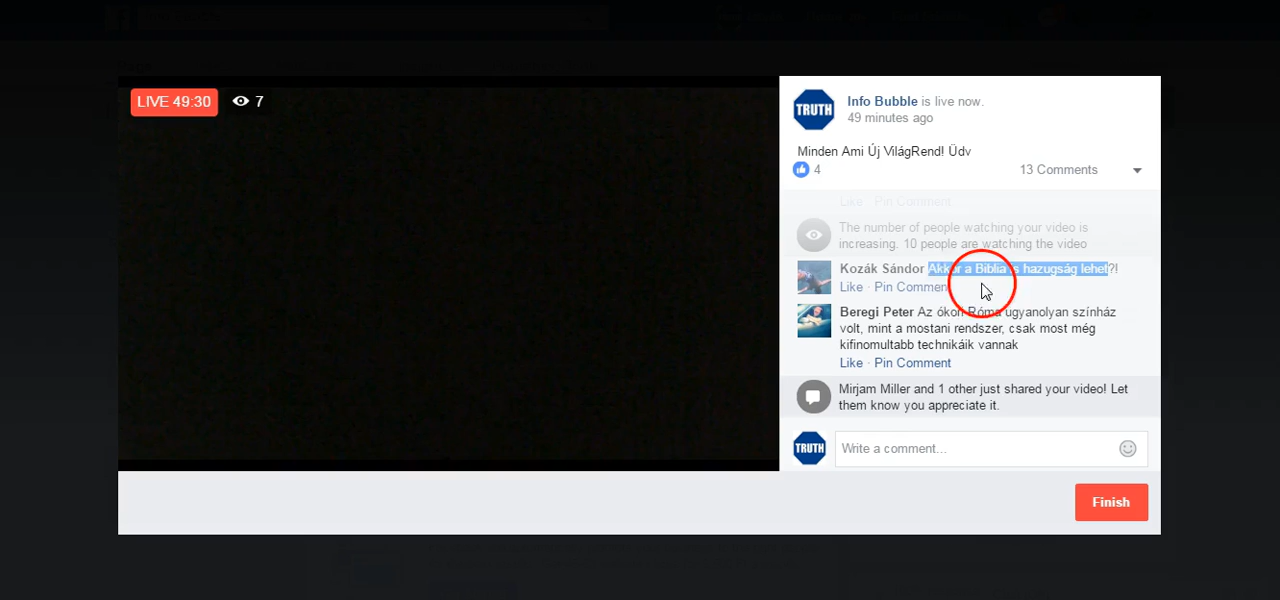 LIVE 49:30
7
TRUTH
Info Bubble is live now.
49 minutes ago
Minden Ami Új VilágRend! Üdv
4
13 Comments
Like · Pin Comment
The number of people watching your video is
increasing. 10 people are watching the video
Kozák Sándor Akkor a Biblia is hazugság lehet?!
Like · Pin Comment
Beregi Peter Az ókori Róma ugyanolyan színház
volt, mint a mostani rendszer, csak most még
kifinomultabb technikáik vannak
Like · Pin Comment
Mirjam Miller and 1 other just shared your video! Let
them know you appreciate it.
TRUTH
Write a comment...
Finish